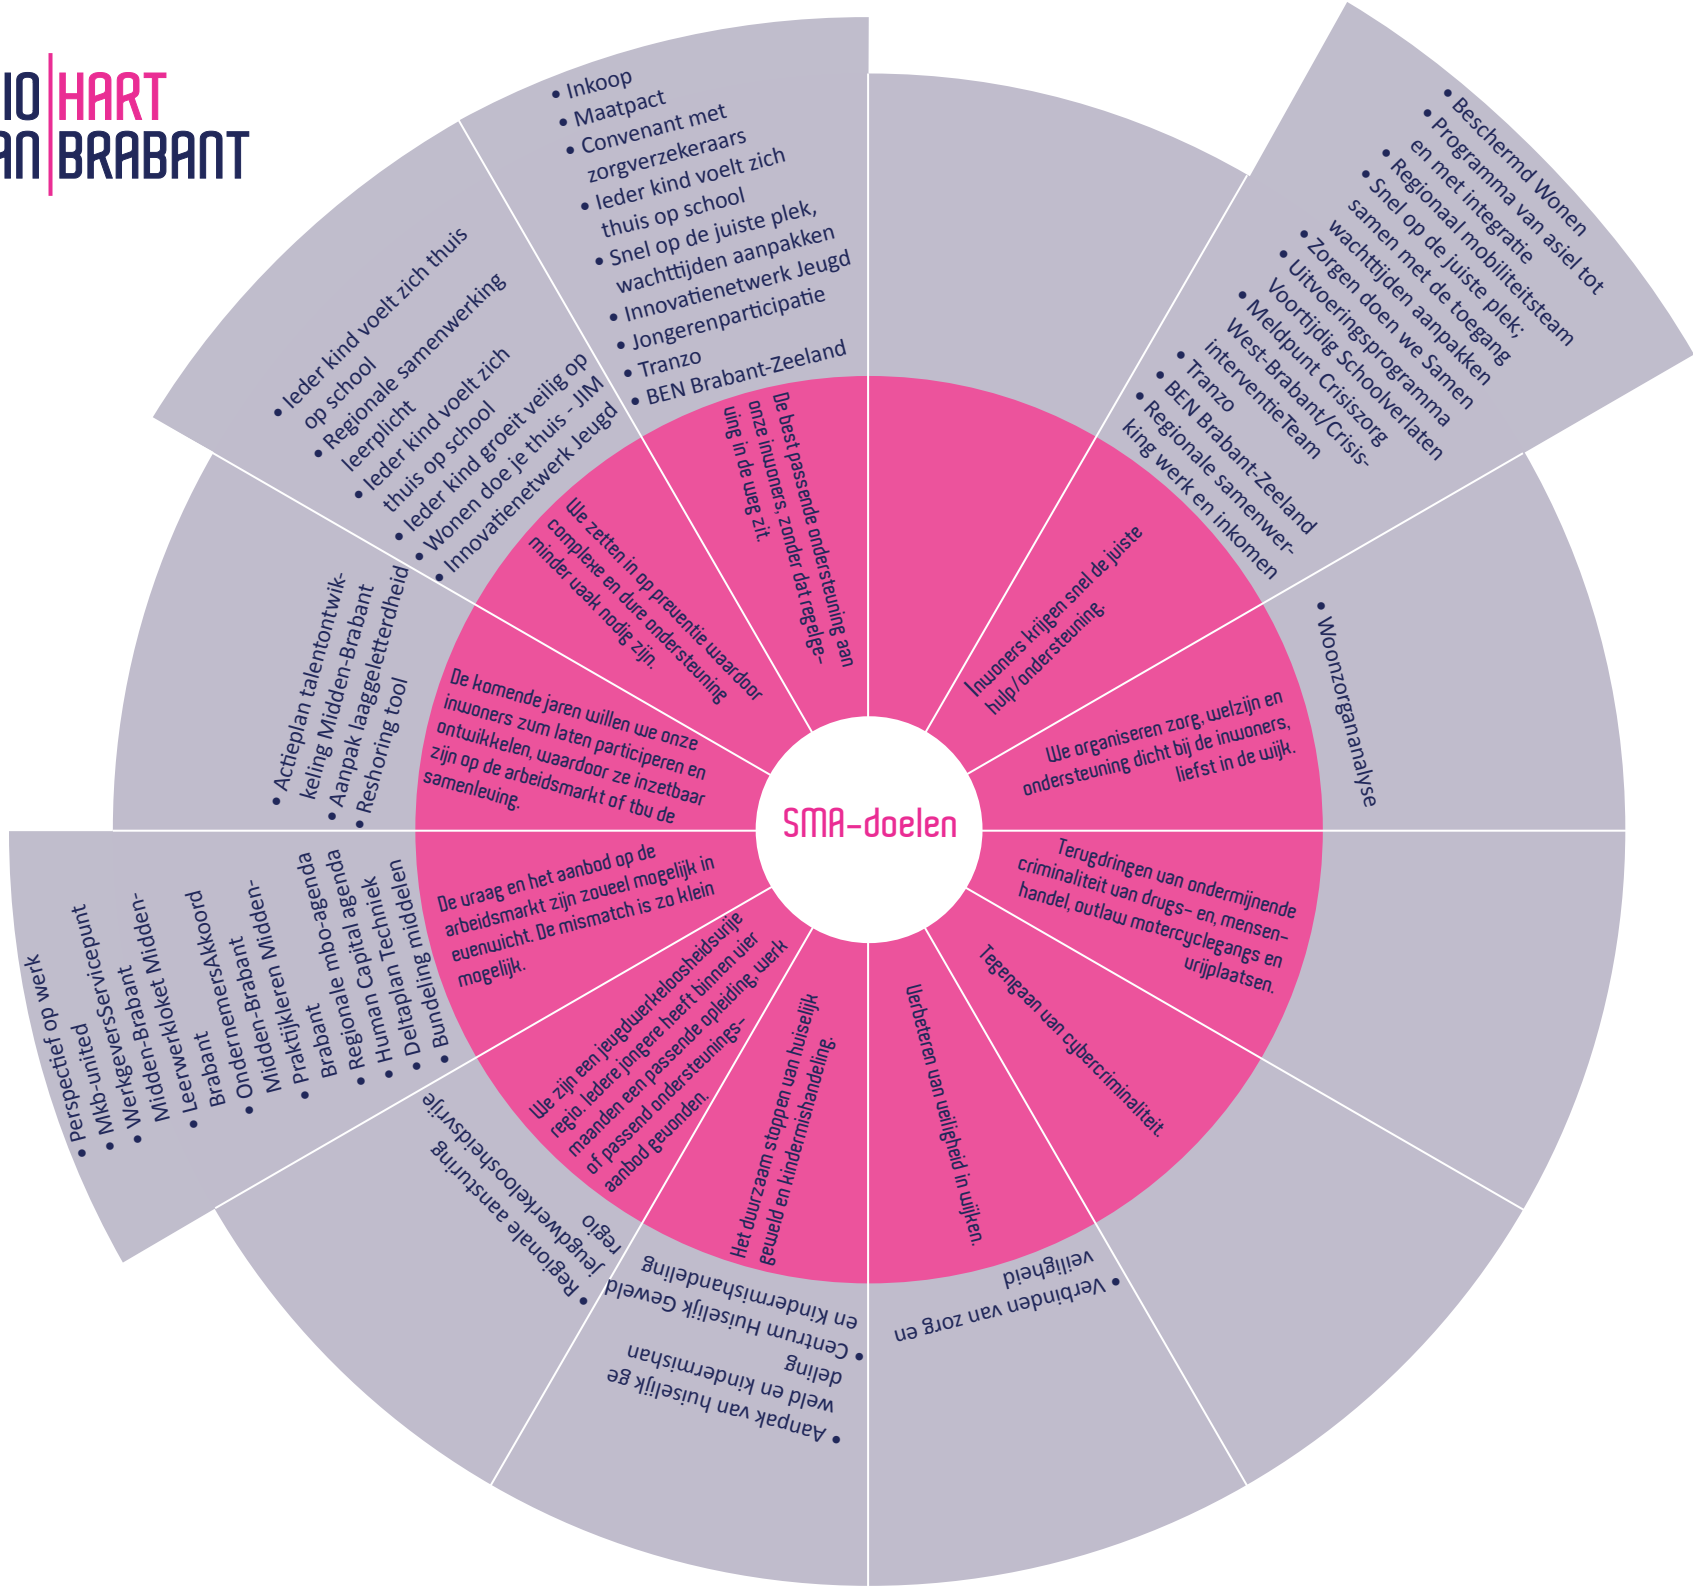 IO HART
AN BRABANT
SMA-doelen
Inwoners krijgen snel de juiste
hulp/ondersteuning.
• Beschermd Wonen
• Programma van asiel tot
en met integratie
• Regionaal mobiliteitsteam
• Snel op de juiste plek;
samen met de toegang
wachttijden aanpakken
• Zorgen doen we Samen
• Uitvoeringsprogramma
Voortijdig Schoolverlaten
• Meldpunt Crisiszorg
West-Brabant/Crisis-
interventieTeam
• Tranzo
• BEN Brabant-Zeeland
• Regionale samenwer-
king werk en inkomen
We organiseren zorg, welzijn en
ondersteuning dicht bij de inwoners,
liefst in de wijk.
• Woonzorgananalyse
Terugdringen van ondermijnende
criminaliteit van drugs- en, mensen-
handel, outlaw motorcyclegangs en
vrijplaatsen.
Tegengaan van cybercriminaliteit.
Verbeteren van veiligheid in wijken.
• Verbinden van zorg en
veiligheid
Het duurzaam stoppen van huiselijk
geweld en kindermishandeling.
• Aanpak van huiselijk ge
weld en kindermishan
deling
• Centrum Huiselijk Geweld
en Kindermishandeling
We zijn een jeugdwerkeloosheidsvrije
regio. Iedere jongere heeft binnen vier
maanden een passende opleiding, werk
of passend ondersteunings-
aanbod gevonden.
• Regionale aansturing
jeugdwerkeloosheidsvrije
regio
De vraag en het aanbod op de
arbeidsmarkt zijn zoveel mogelijk in
evenwicht. De mismatch is zo klein
mogelijk.
• Perspectief op werk
• Mkb-united
• WerkgeversServicepunt
Midden-Brabant
• Leerwerkloket Midden-
Brabant
• BrabondernemersAkkoord
Midden-Brabant
• Praktijkleren Midden-
Brabant
• Regionale mbo-agenda
• Human Capital agenda
• Deltaplan Techniek
• Bundeling middelen
De komende jaren willen we onze
inwoners zum laten participeren en
ontwikkelen, waardoor ze inzetbaar
zijn op de arbeidsmarkt of tbv de
samenleving.
• Actieplan talentontwik-
keling Midden-Brabant
• Aanpak laaggeletterdheid
• Reshoring tool
We zetten in op preventie waardoor
complexe en dure ondersteuning
minder vaak nodig zijn.
• Ieder kind voelt zich thuis
op school
• Regionale samenwerking
leerplicht
• Ieder kind voelt zich
thuis op school
• Ieder kind groeit veilig op
• Wonen doe je thuis - JIM
• Innovatienetwerk Jeugd
De best passende ondersteuning aan
onze inwoners, zonder dat regelge-
ving in de weg zit.
• Inkoop
• Maatpact
• Convenant met
zorgverzekeraars
• Ieder kind voelt zich
thuis op school
• Snel op de juiste plek,
wachttijden aanpakken
• Innovatienetwerk Jeugd
• Jongerenparticipatie
• Tranzo
• BEN Brabant-Zeeland